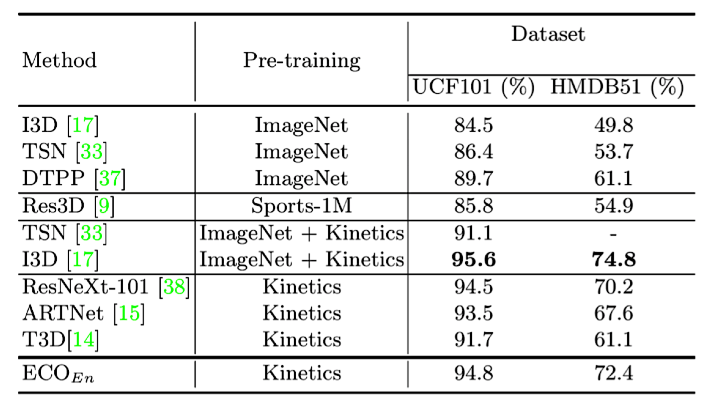 Dataset
Method Pre-training
UCF101 (%) HMDB51 (%)
I3D [17] ImageNet 84.5 49.8
TSN [33] ImageNet 86.4 53.7
DTPP [37] ImageNet 89.7 61.1
Res3D [9] Sports-1M 85.8 54.9
TSN [33] ImageNet + Kinetics 91.1 -
I3D [17] ImageNet + Kinetics 95.6 74.8
ResNeXt-101 [38] Kinetics 94.5 70.2
ARTNet [15] Kinetics 93.5 67.6
T3D[14] Kinetics 91.7 61.1
ECO_En Kinetics 94.8 72.4